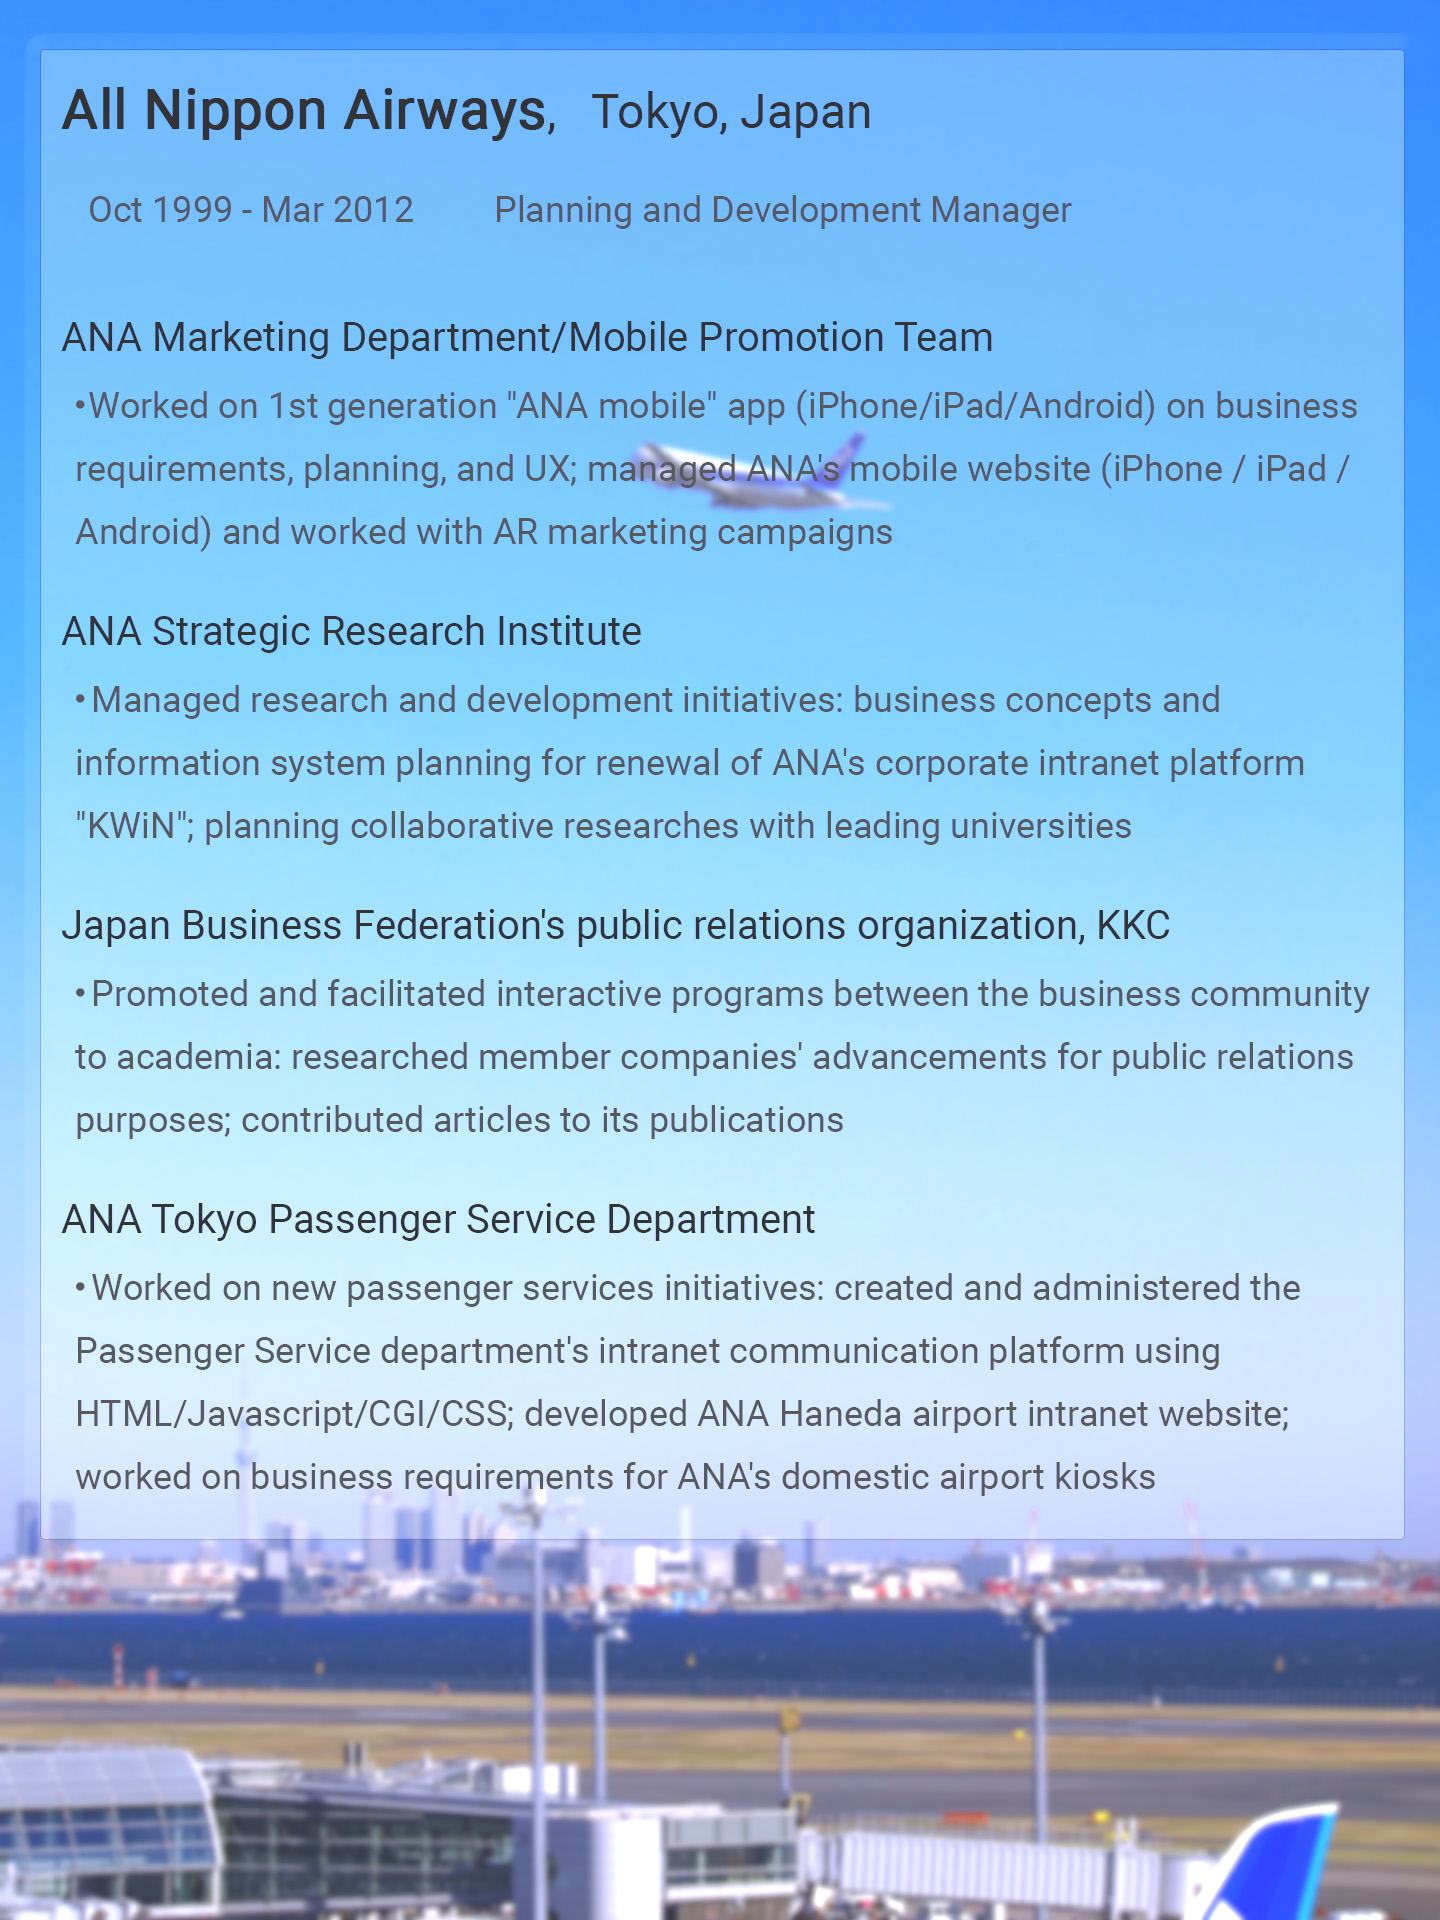 All Nippon Airways, Tokyo, Japan
Oct 1999 - Mar 2012 Planning and Development Manager
ANA Marketing Department/Mobile Promotion Team
•Worked on 1st generation "ANA mobile" app (iPhone/iPad/Android) on business
requirements, planning, and UX; managed ANA's mobile website (iPhone / iPad /
Android) and worked with AR marketing campaigns
ANA Strategic Research Institute
•Managed research and development initiatives: business concepts and
information system planning for renewal of ANA's corporate intranet platform
"KWiN"; planning collaborative researches with leading universities
Japan Business Federation's public relations organization, KKC
•Promoted and facilitated interactive programs between the business community
to academia: researched member companies' advancements for public relations
purposes; contributed articles to its publications
ANA Tokyo Passenger Service Department
•Worked on new passenger services initiatives: created and administered the
Passenger Service department's intranet communication platform using
HTML/Javascript/CGI/CSS; developed ANA Haneda airport intranet website;
worked on business requirements for ANA's domestic airport kiosks